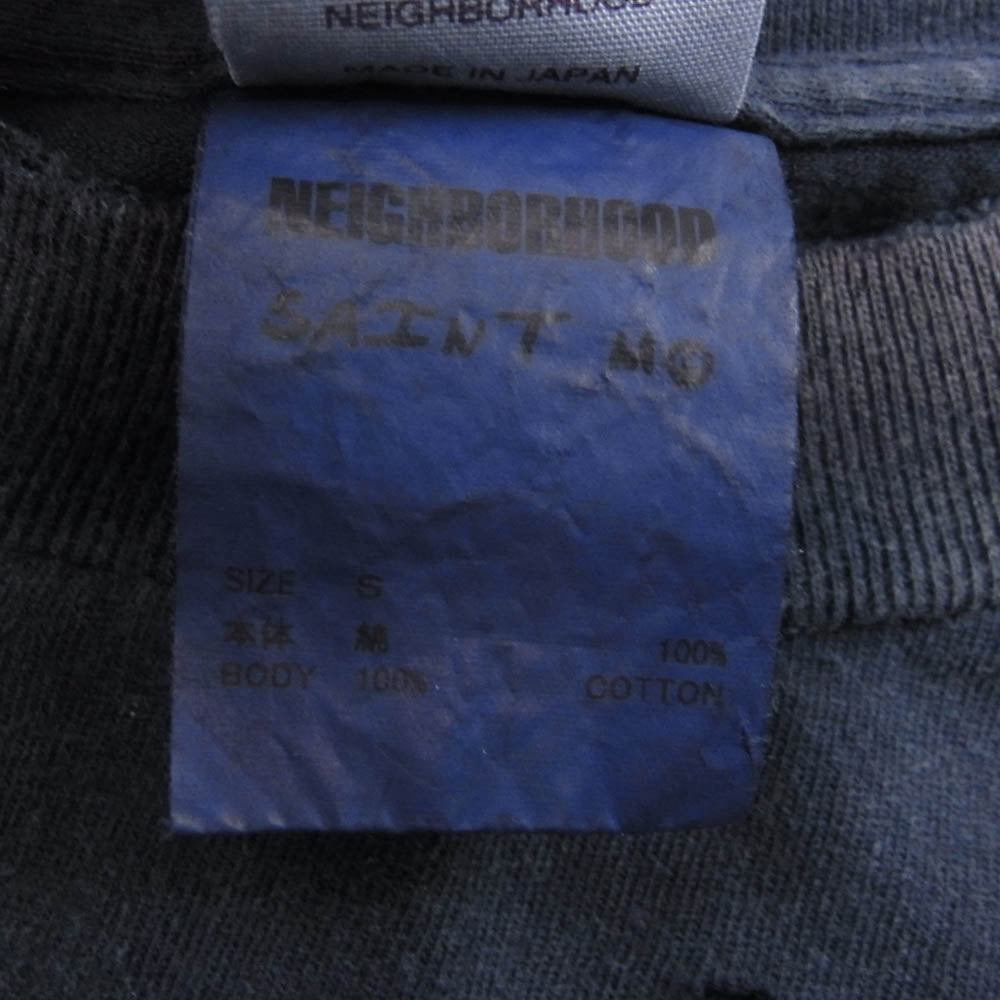 NEIGHBORHOOD
MADE IN JAPAN
NEIGHBORHOOD
SAINT MO
SIZE S
本体 綿 100%
BODY 100% COTTON